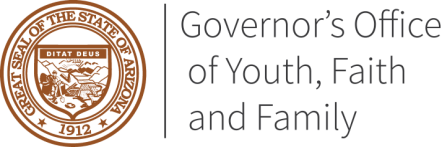 GREAT SEAL OF THE STATE OF ARIZONA
DITAT DEUS
1912
Governor's Office
of Youth, Faith
and Family